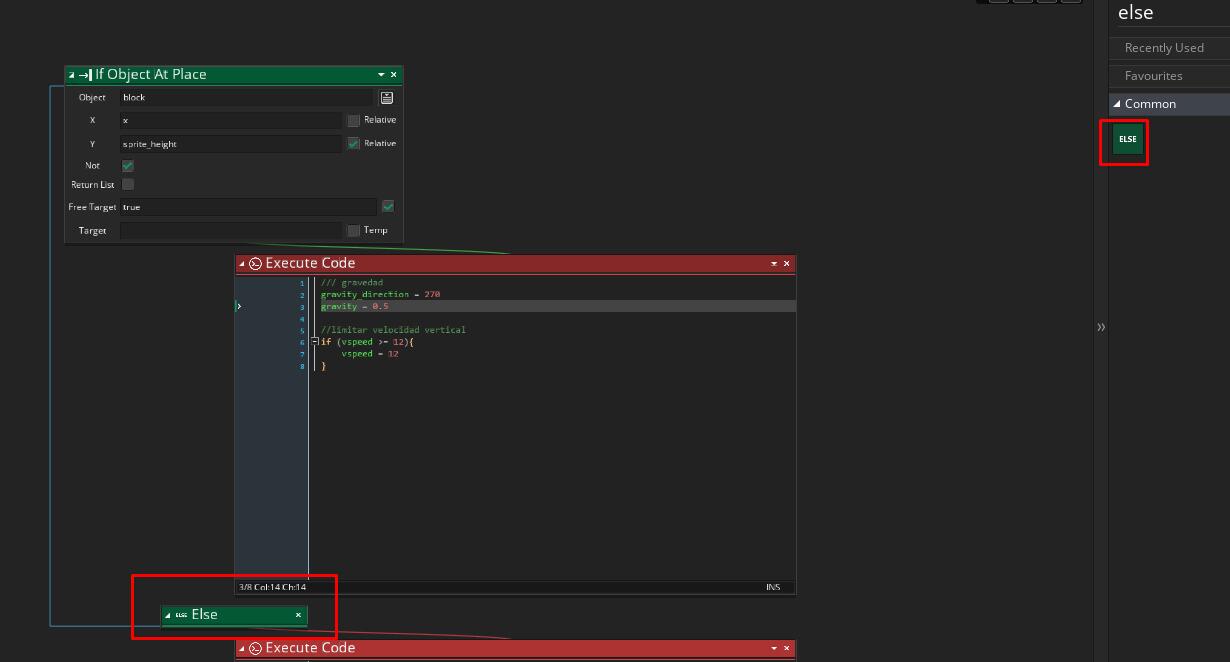 else
Recently Used
Favourites
Common
ELSE
If Object At Place
Object block
X x Relative
Y sprite_height Relative
Not
Return List
Free Target true
Target Temp
Execute Code
1 /// gravedad
2 gravity_direction = 270
3 gravity = 0.5
4
5 //limitar velocidad vertical
6 if (vspeed >= 12){
7 vspeed = 12
8 }
3/8 Col:14 Ch:14 INS
ELSE Else
Execute Code